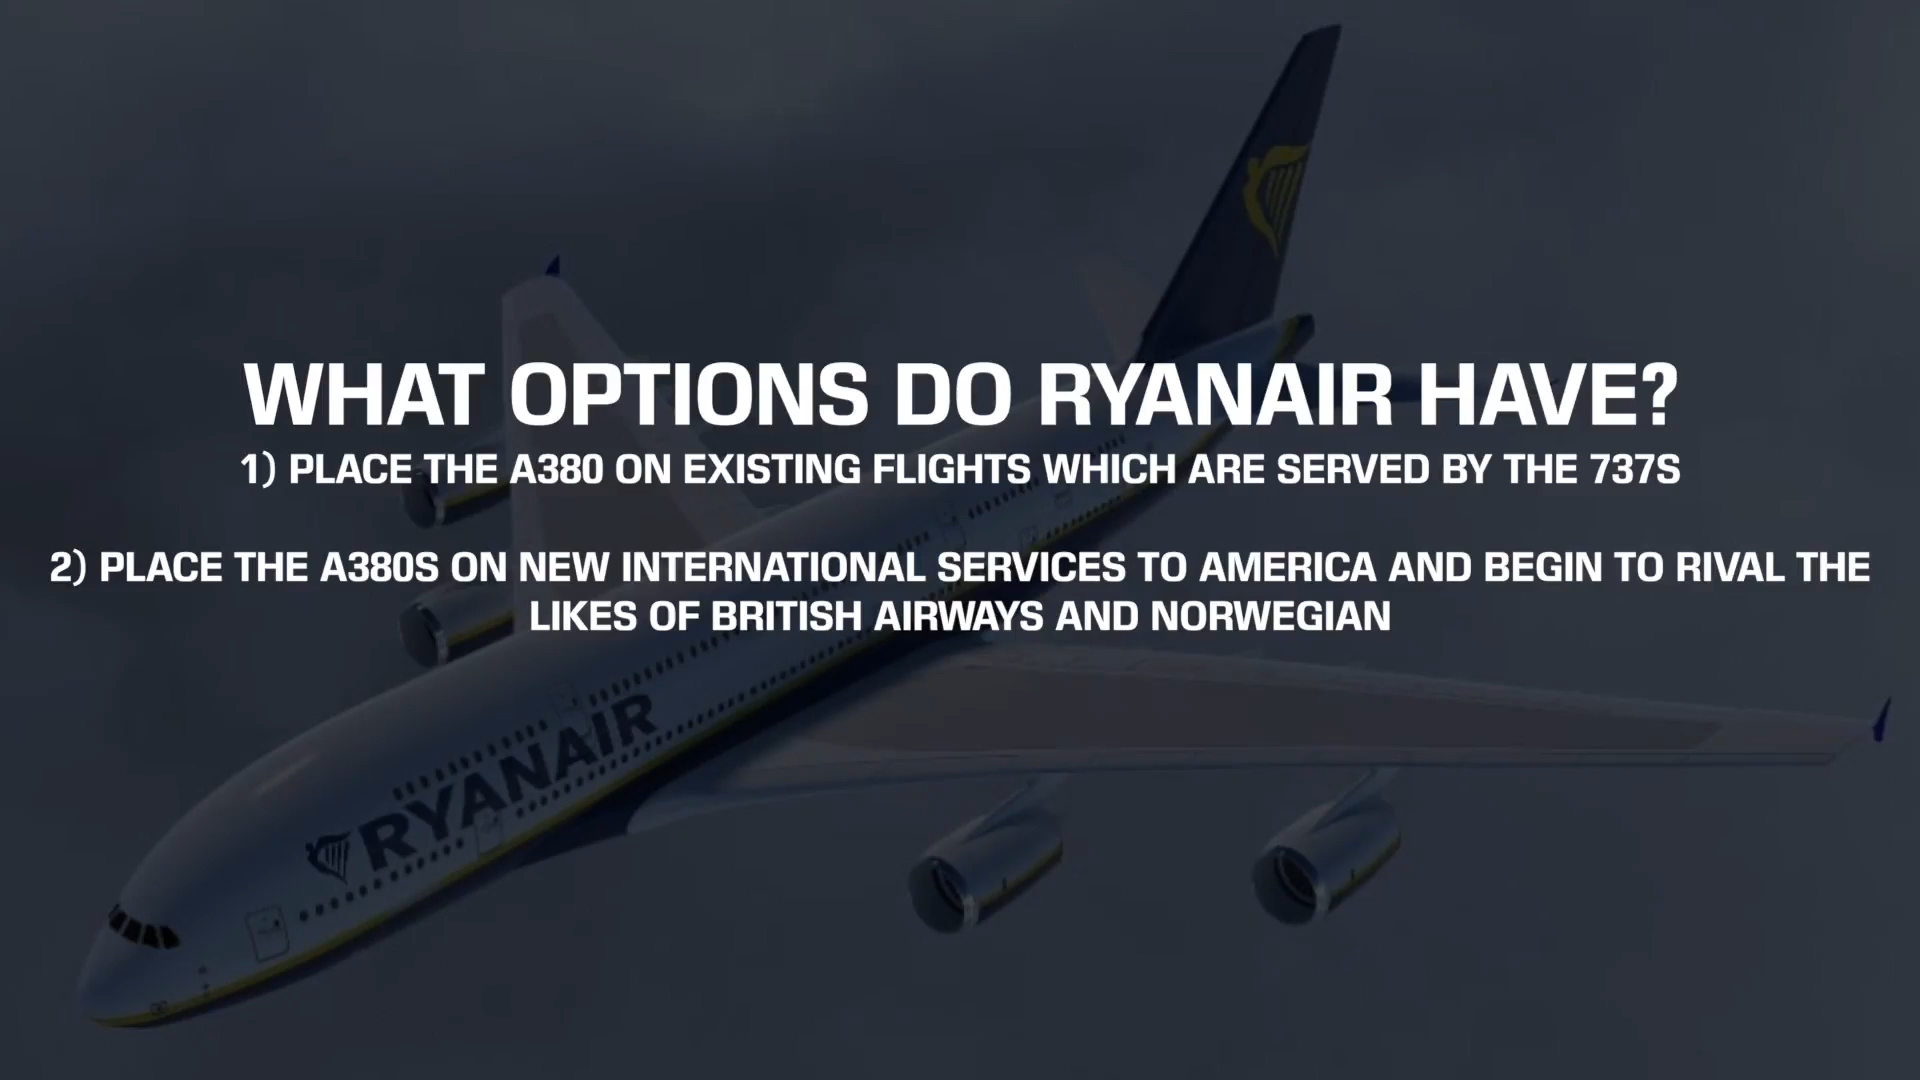 WHAT OPTIONS DO RYANAIR HAVE?
1) PLACE THE A380 ON EXISTING FLIGHTS WHICH ARE SERVED BY THE 737S
2) PLACE THE A380S ON NEW INTERNATIONAL SERVICES TO AMERICA AND BEGIN TO RIVAL THE
LIKES OF BRITISH AIRWAYS AND NORWEGIAN
RYANAIR